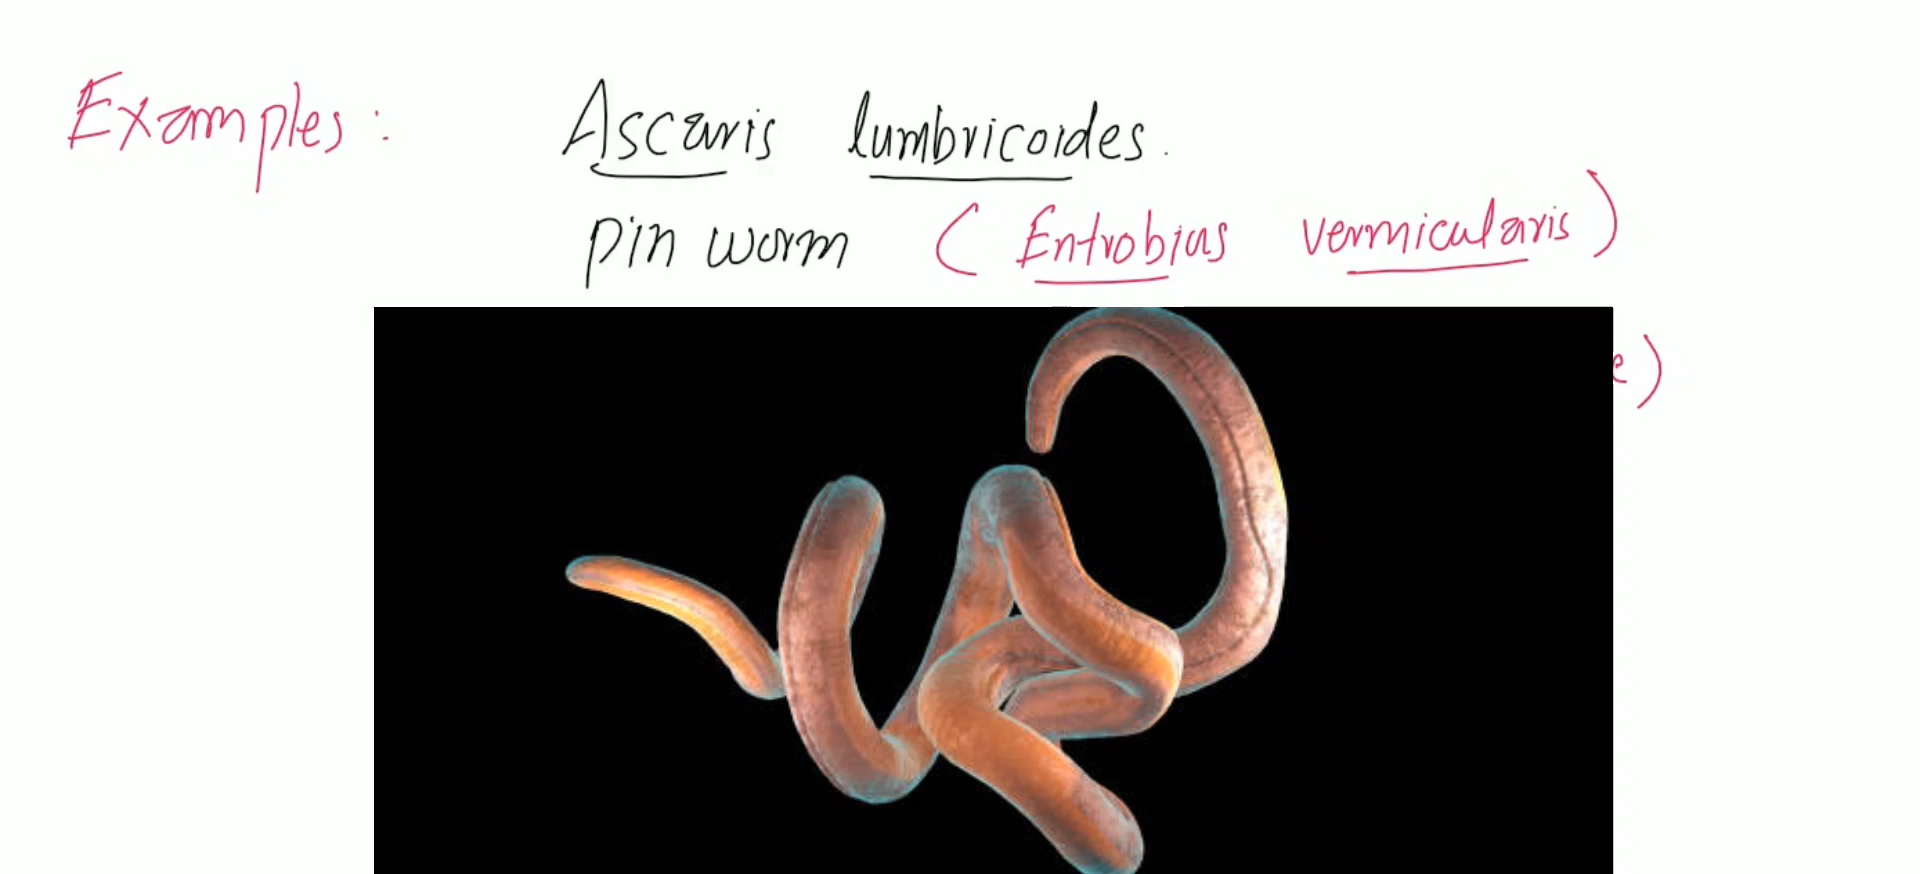 Examples: Ascaris lumbricoides.
pin worm (Entrobius vermicularis)
e)